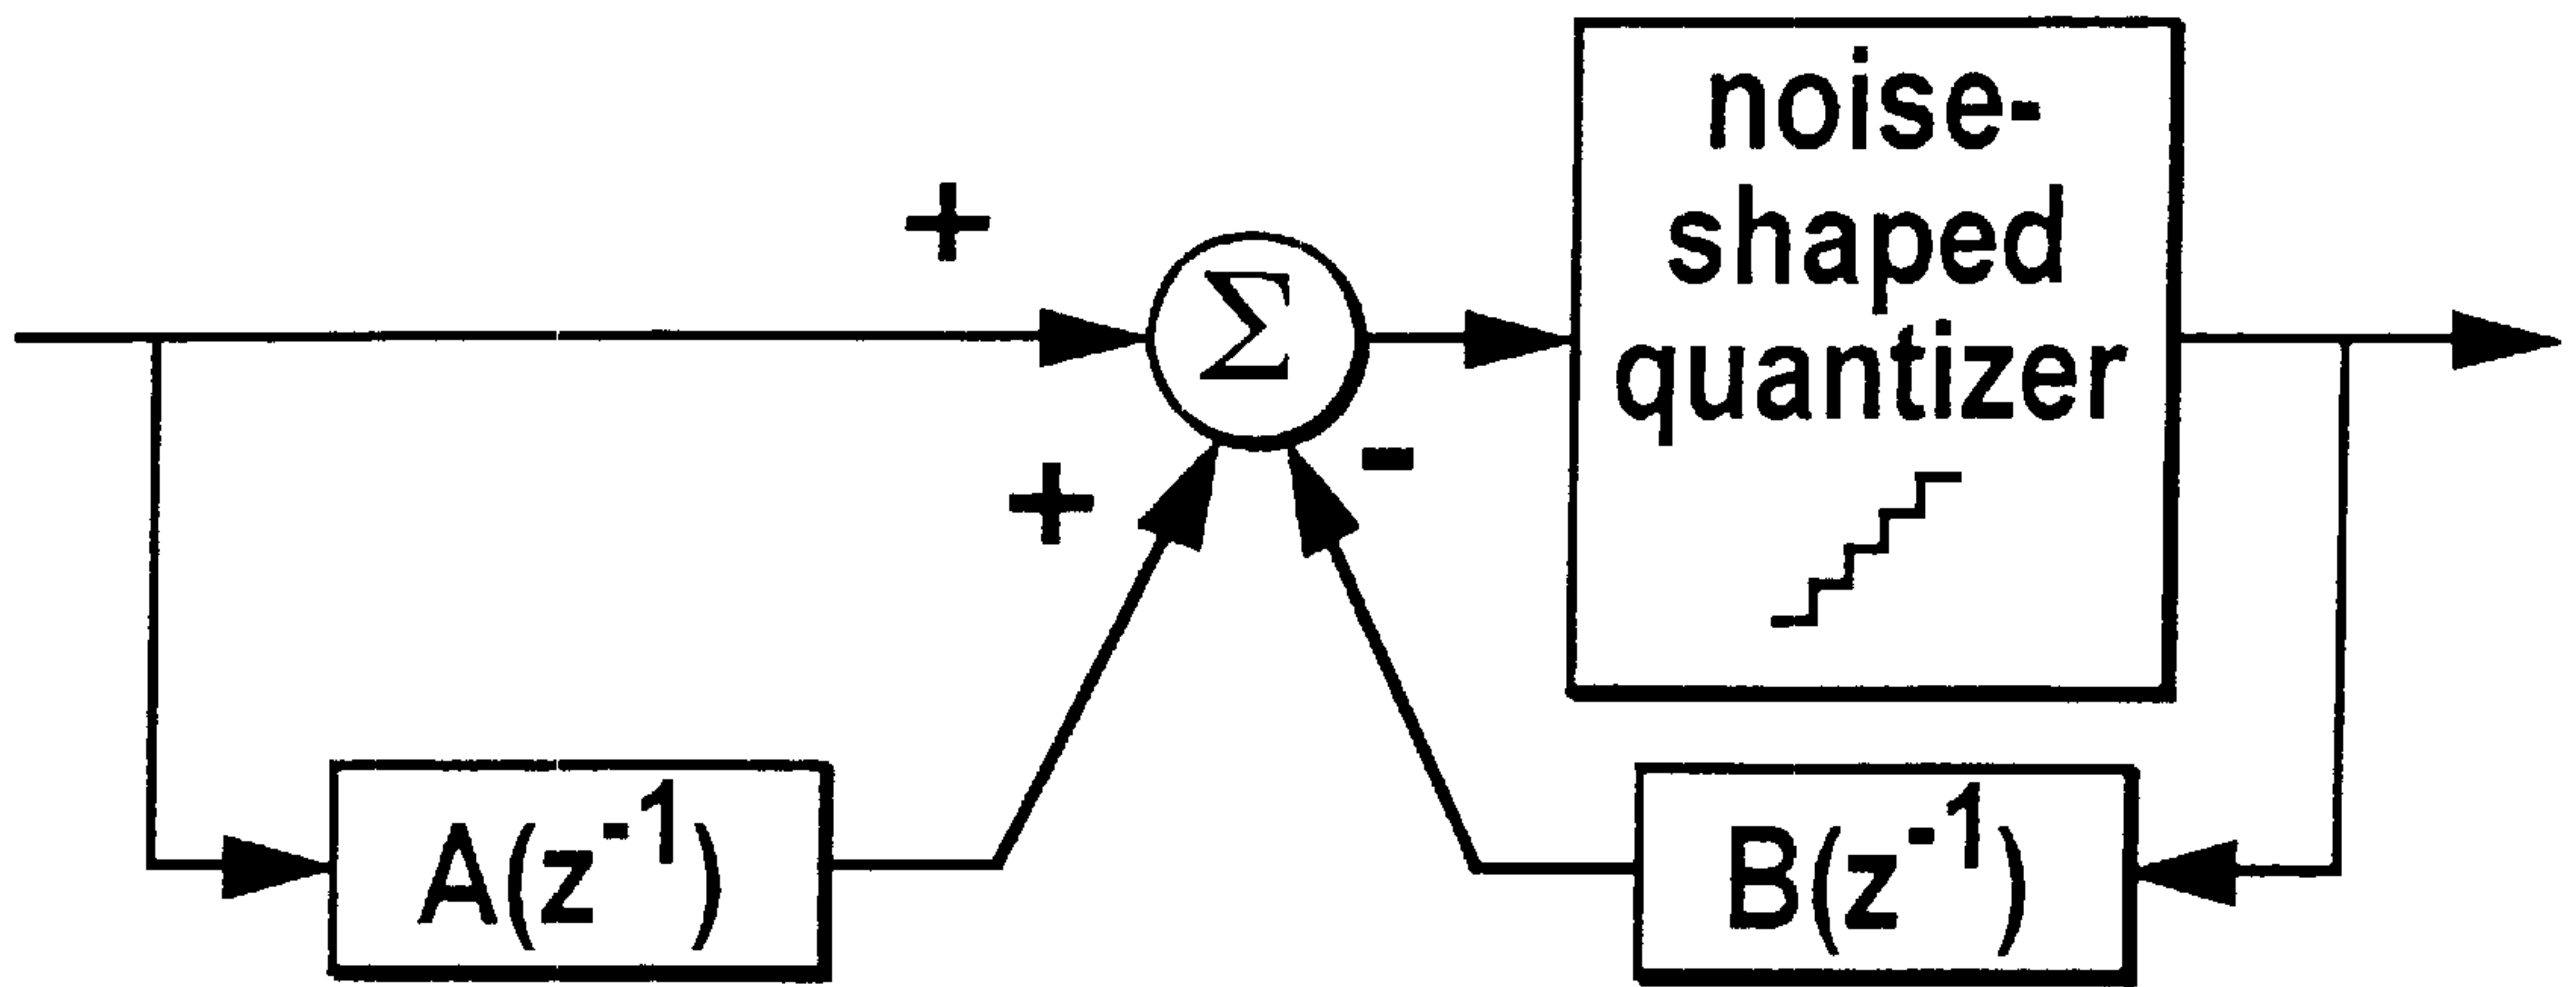 noise-
shaped
quantizer
+
Σ
+
-
A(z⁻¹)
B(z⁻¹)